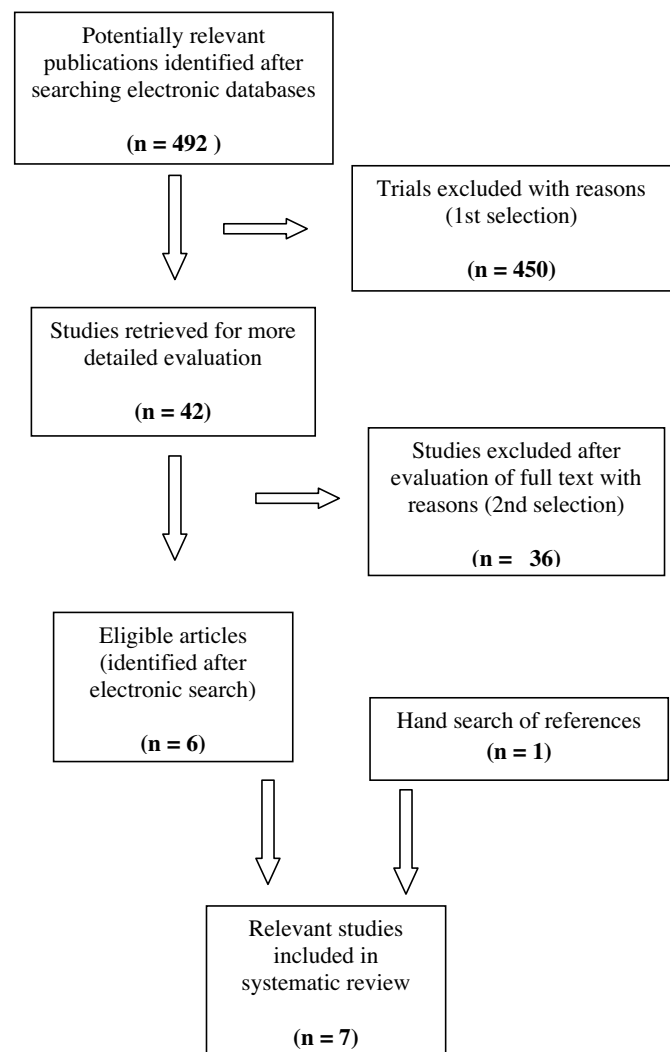 Potentially relevant
publications identified after
searching electronic databases
(n = 492 )
Trials excluded with reasons
(1st selection)
(n = 450)
Studies retrieved for more
detailed evaluation
(n = 42)
Studies excluded after
evaluation of full text with
reasons (2nd selection)
(n = 36)
Eligible articles
(identified after
electronic search)
(n = 6)
Hand search of references
(n = 1)
Relevant studies
included in
systematic review
(n = 7)